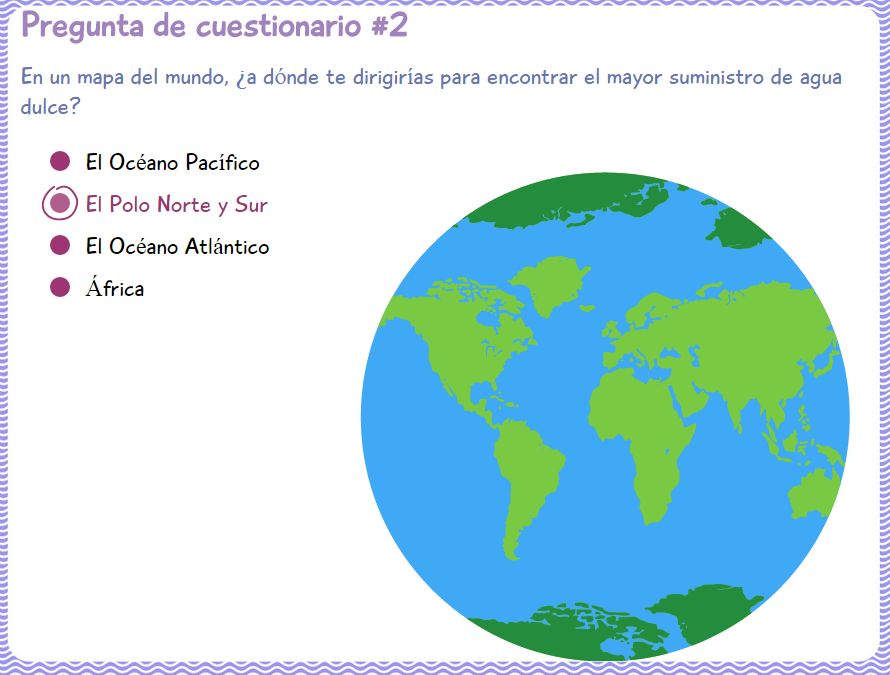 Pregunta de cuestionario #2
En un mapa del mundo, ¿a dónde te dirigirías para encontrar el mayor suministro de agua
dulce?
El Océano Pacífico
El Polo Norte y Sur
El Océano Atlántico
África